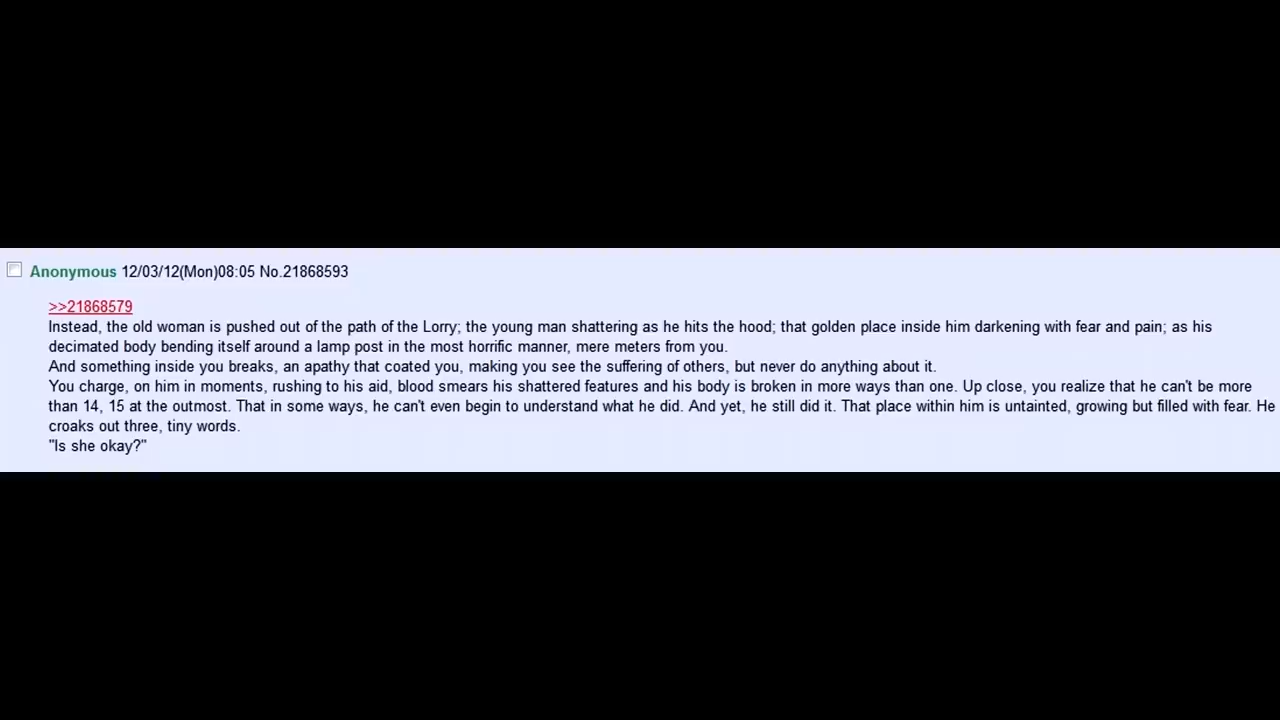 Anonymous 12/03/12(Mon)08:05 No.21868593
>>21868579
Instead, the old woman is pushed out of the path of the Lorry; the young man shattering as he hits the hood; that golden place inside him darkening with fear and pain; as his
decimated body bending itself around a lamp post in the most horrific manner, mere meters from you.
And something inside you breaks, an apathy that coated you, making you see the suffering of others, but never do anything about it.
You charge, on him in moments, rushing to his aid, blood smears his shattered features and his body is broken in more ways than one. Up close, you realize that he can't be more
than 14, 15 at the outmost. That in some ways, he can't even begin to understand what he did. And yet, he still did it. That place within him is untainted, growing but filled with fear. He
croaks out three, tiny words.
"Is she okay?"